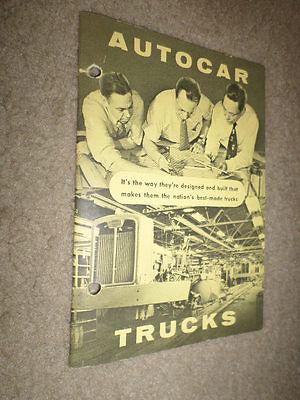 AUTOCAR
It's the way they're designed and built that
makes them the nation's best-made trucks
TRUCKS